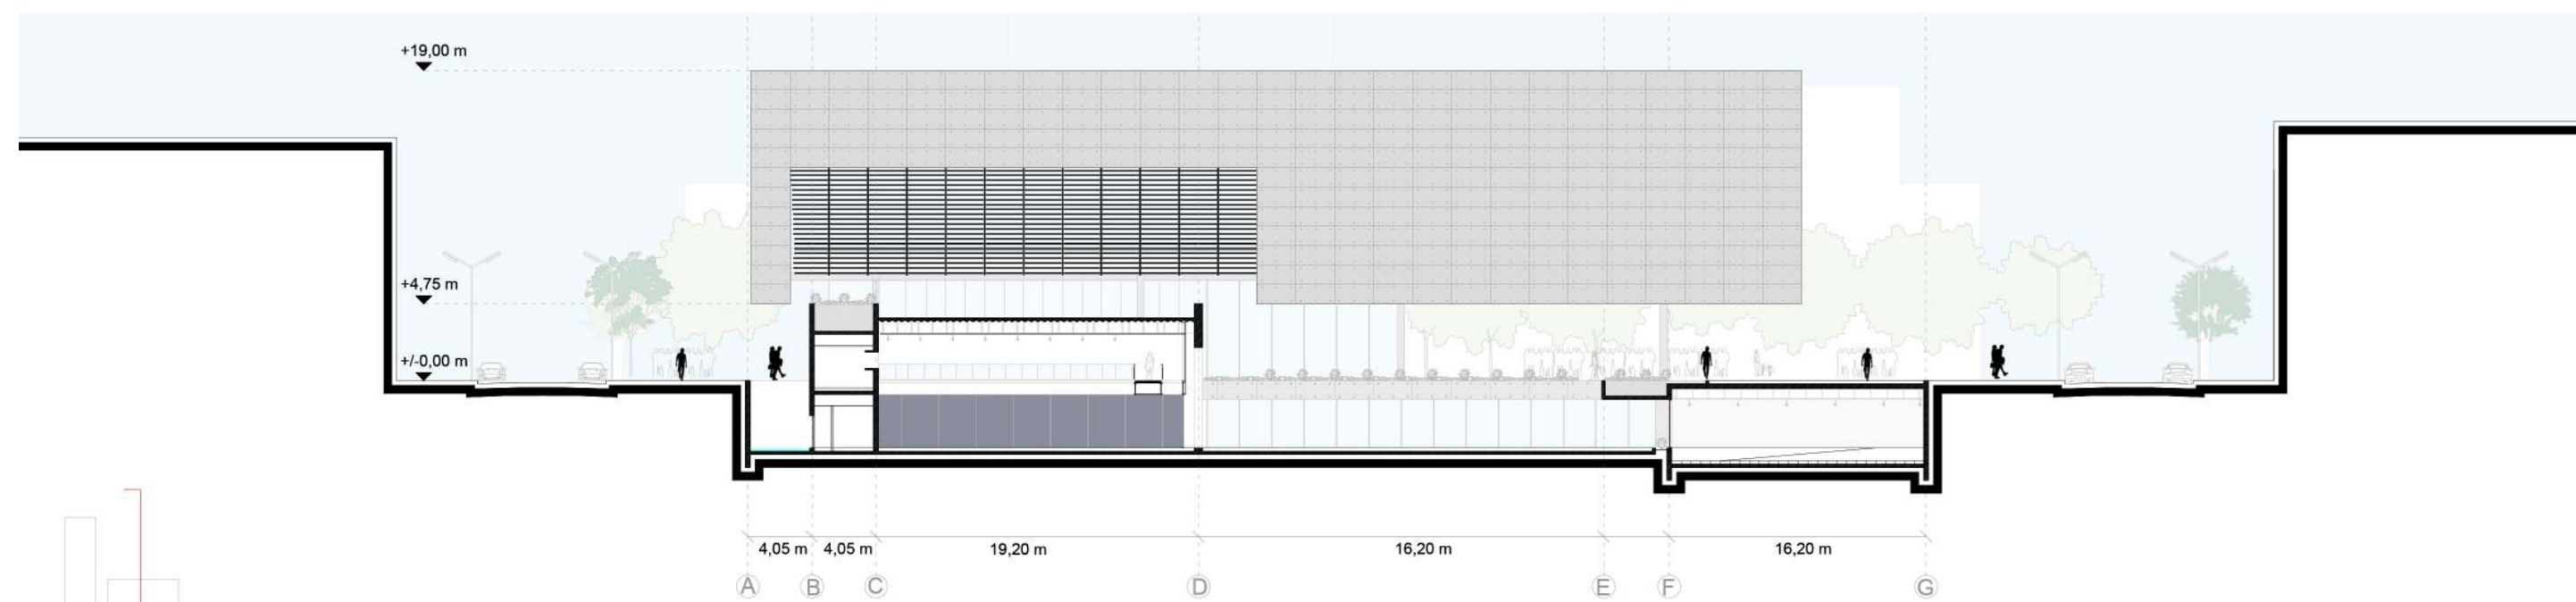 +19,00 m
+4,75 m
+/-0,00 m
4,05 m 4,05 m 19,20 m 16,20 m 16,20 m
A B C D E F G